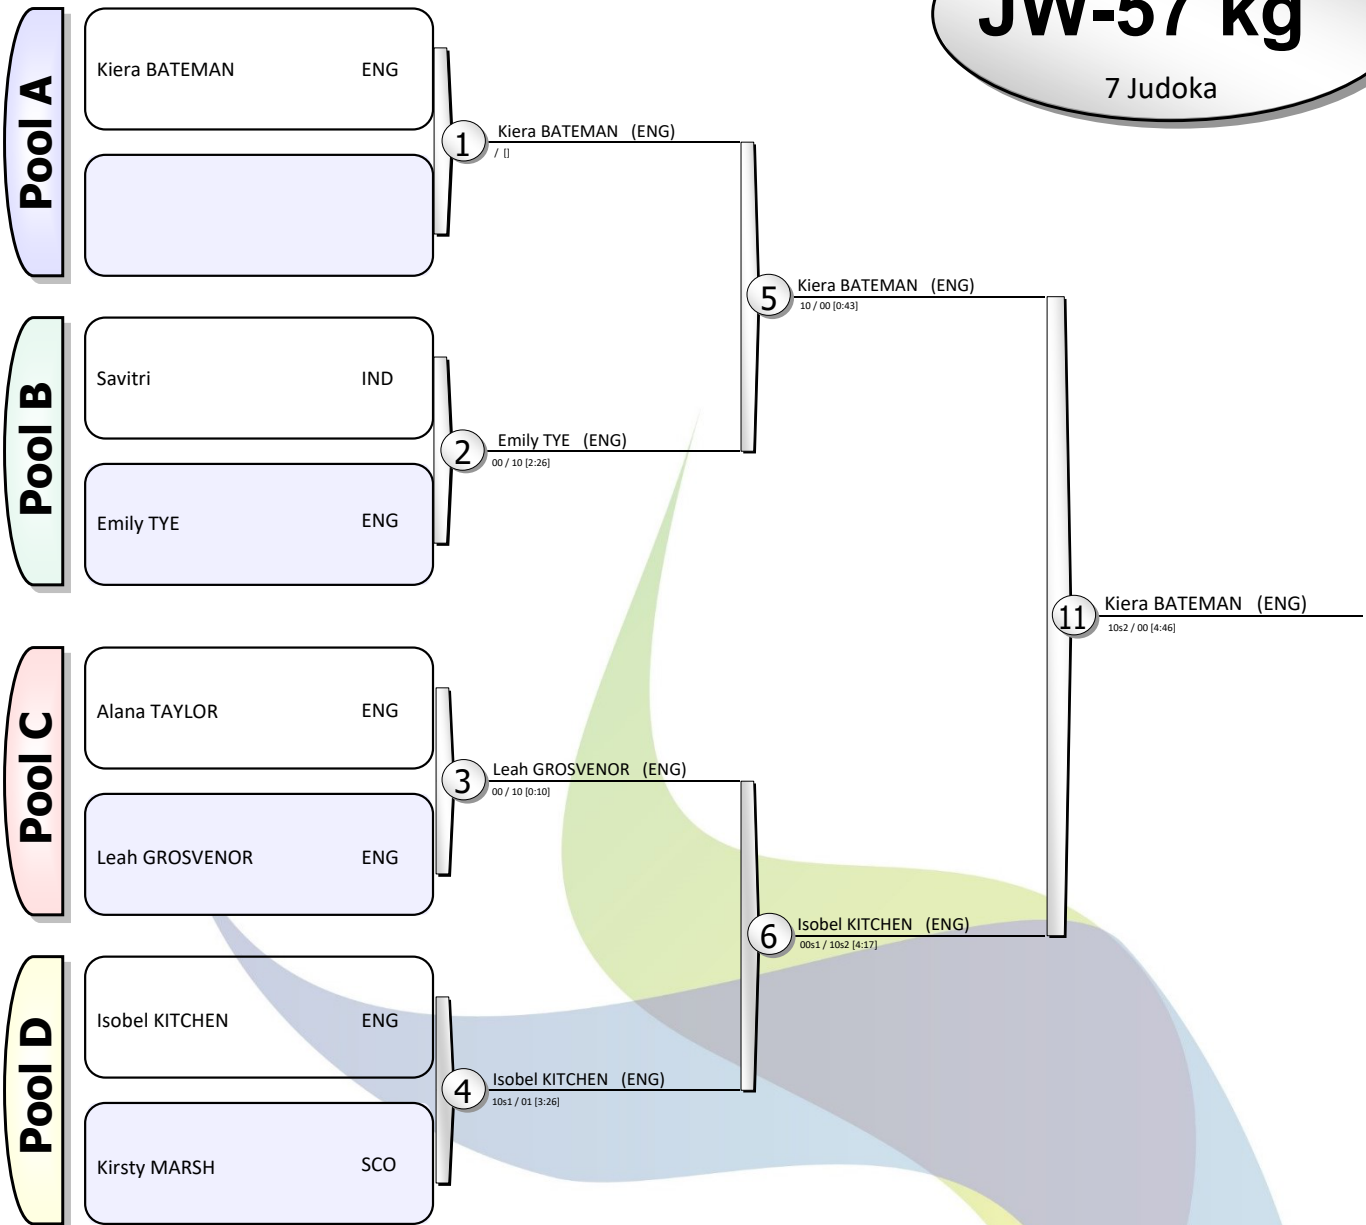 JW-57 kg
7 Judoka
Pool A
Kiera BATEMAN ENG
1 Kiera BATEMAN (ENG)
/ []
5 Kiera BATEMAN (ENG)
10 / 00 [0:43]
Pool B
Savitri IND
2 Emily TYE (ENG)
00 / 10 [2:26]
Emily TYE ENG
11 Kiera BATEMAN (ENG)
10s2 / 00 [4:46]
Pool C
Alana TAYLOR ENG
3 Leah GROSVENOR (ENG)
00 / 10 [0:10]
Leah GROSVENOR ENG
6 Isobel KITCHEN (ENG)
00s1 / 10s2 [4:17]
Pool D
Isobel KITCHEN ENG
4 Isobel KITCHEN (ENG)
10s1 / 01 [3:26]
Kirsty MARSH SCO